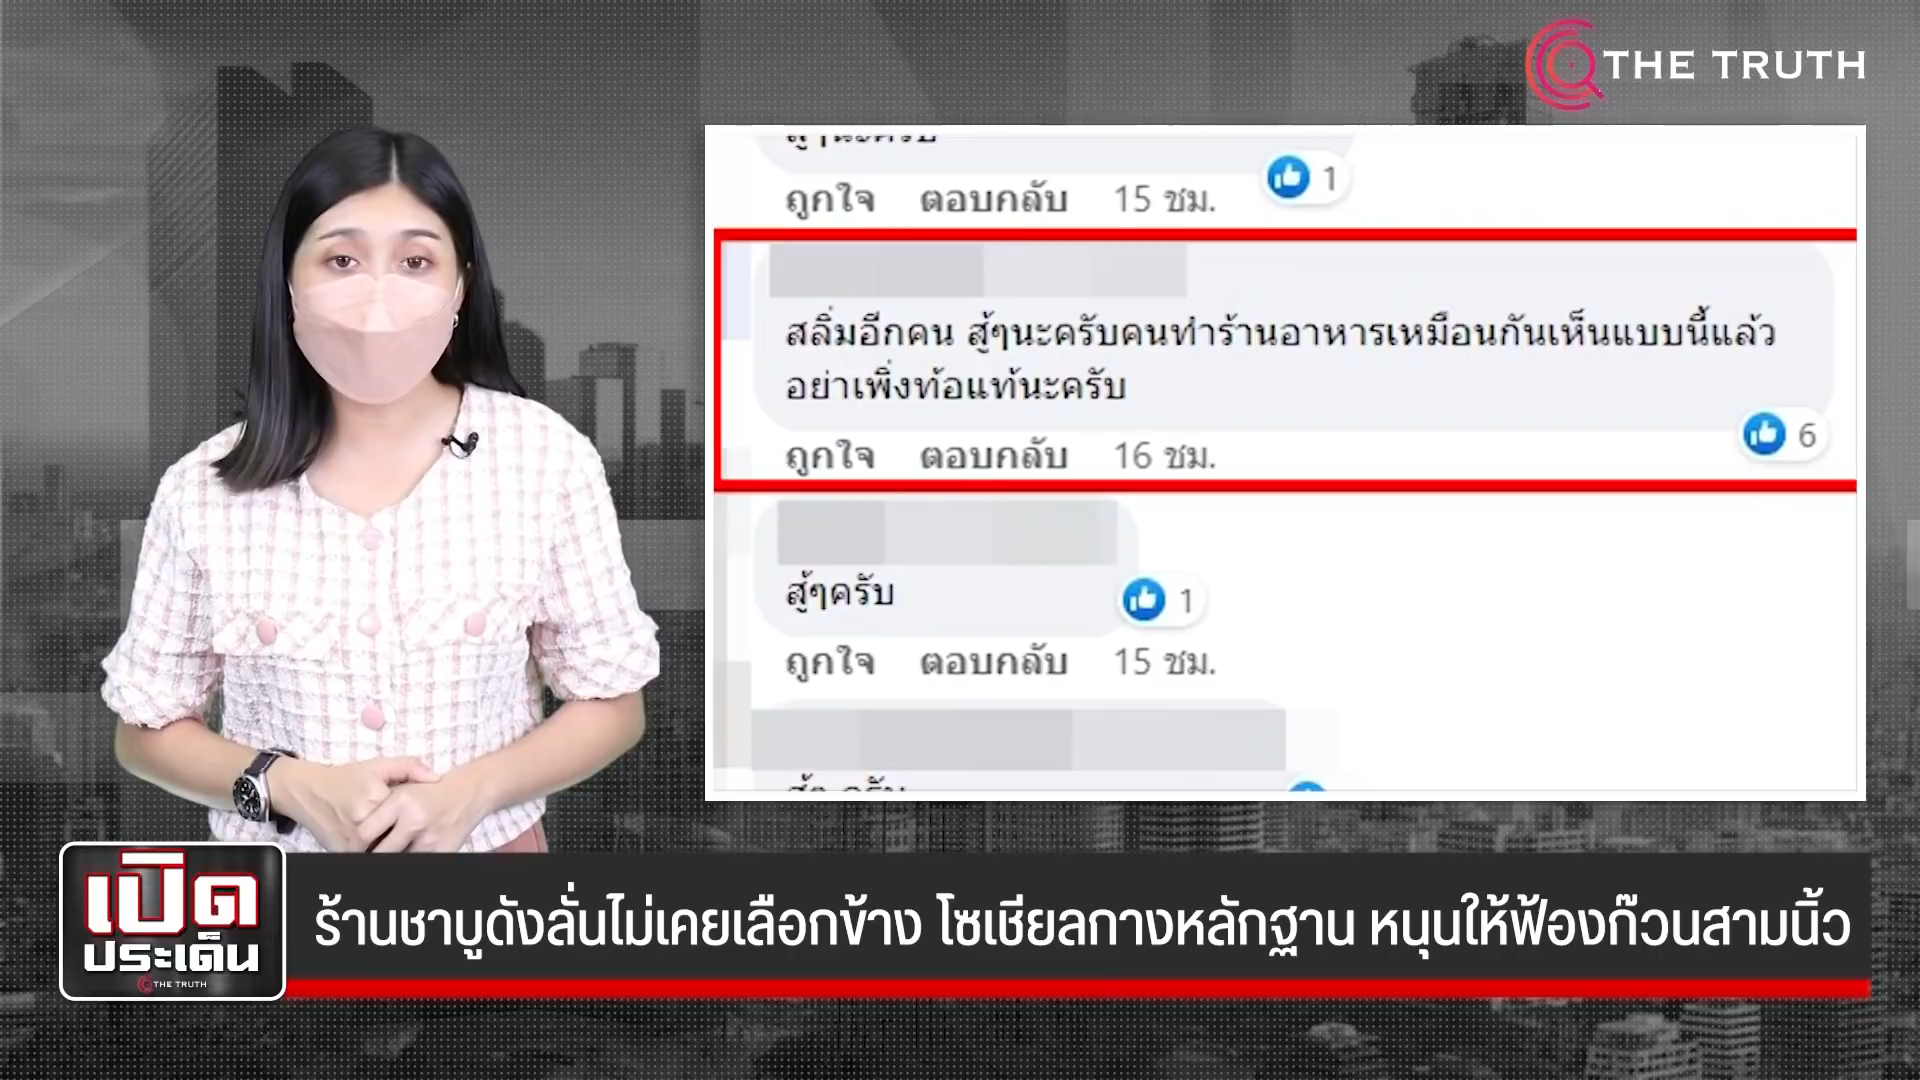 THE TRUTH
สู้ๆนะครับ
ถูกใจ ตอบกลับ 15 ชม. 1
สลิ่มอีกคน สู้ๆนะครับคนทำร้านอาหารเหมือนกันเห็นแบบนี้แล้ว
อย่าเพิ่งท้อแท้นะครับ
6
ถูกใจ ตอบกลับ 16 ชม.
สู้ๆครับ 1
ถูกใจ ตอบกลับ 15 ชม.
เปิด
ประเด็น
THE TRUTH
ร้านชาบูดังลั่นไม่เคยเลือกข้าง โซเชียลกางหลักฐาน หนุนให้ฟ้องก๊วนสามนิ้ว